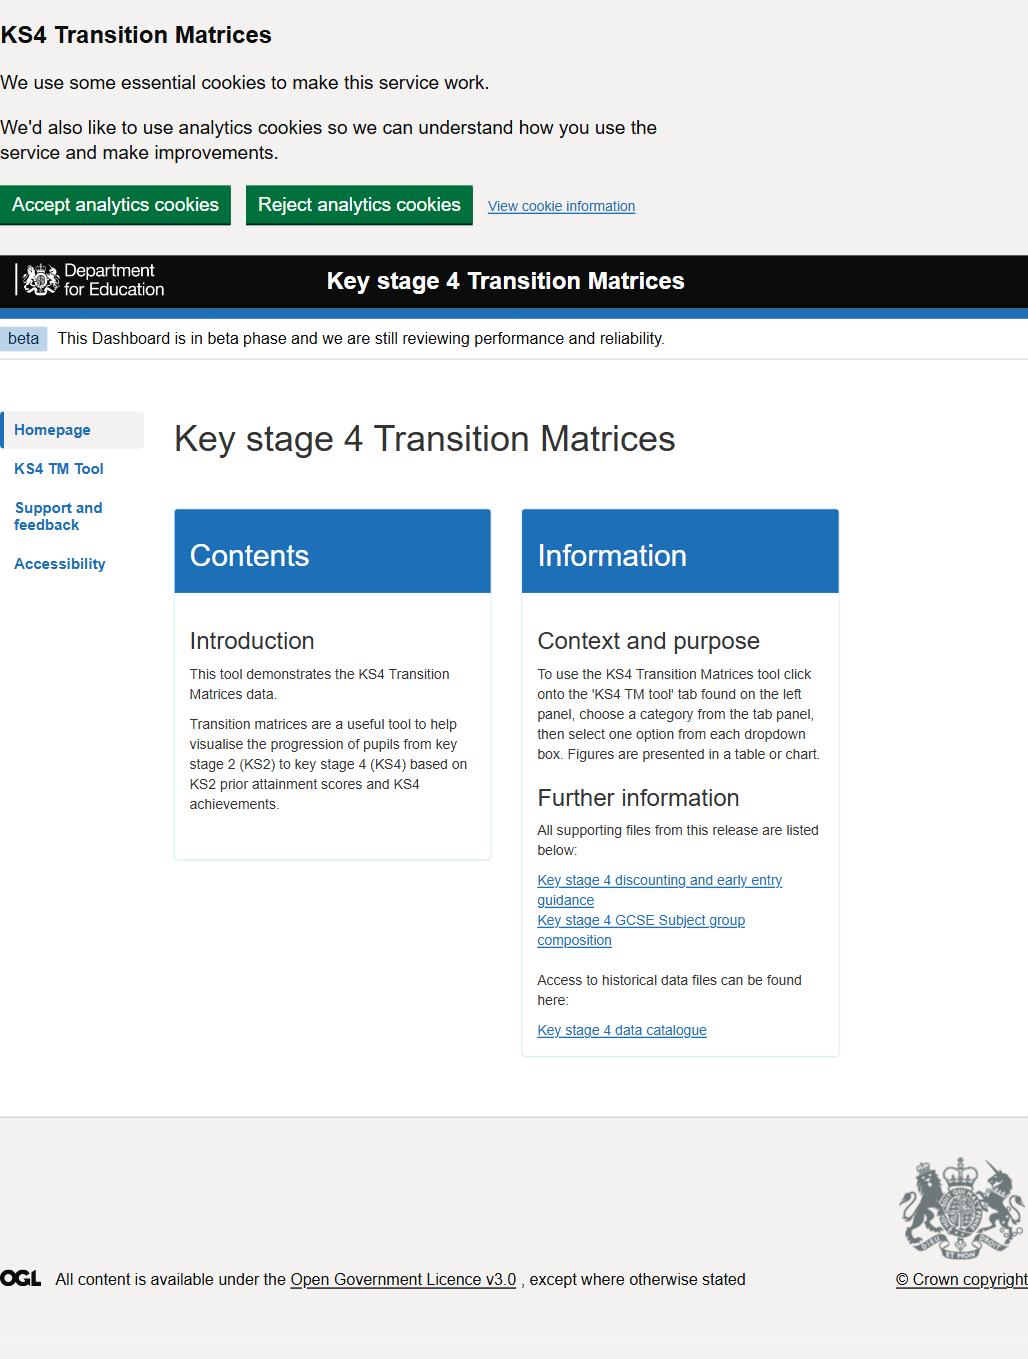 KS4 Transition Matrices
We use some essential cookies to make this service work.
We'd also like to use analytics cookies so we can understand how you use the
service and make improvements.
Accept analytics cookies Reject analytics cookies View cookie information
Department
for Education
Key stage 4 Transition Matrices
beta This Dashboard is in beta phase and we are still reviewing performance and reliability.
Homepage
KS4 TM Tool
Support and
feedback
Accessibility
Key stage 4 Transition Matrices
Contents
Introduction
This tool demonstrates the KS4 Transition
Matrices data.
Transition matrices are a useful tool to help
visualise the progression of pupils from key
stage 2 (KS2) to key stage 4 (KS4) based on
KS2 prior attainment scores and KS4
achievements.
Information
Context and purpose
To use the KS4 Transition Matrices tool click
onto the 'KS4 TM tool' tab found on the left
panel, choose a category from the tab panel,
then select one option from each dropdown
box. Figures are presented in a table or chart.
Further information
All supporting files from this release are listed
below:
Key stage 4 discounting and early entry
guidance
Key stage 4 GCSE Subject group
composition
Access to historical data files can be found
here:
Key stage 4 data catalogue
DIEU ET MON DROIT
OGL All content is available under the Open Government Licence v3.0 , except where otherwise stated
© Crown copyright